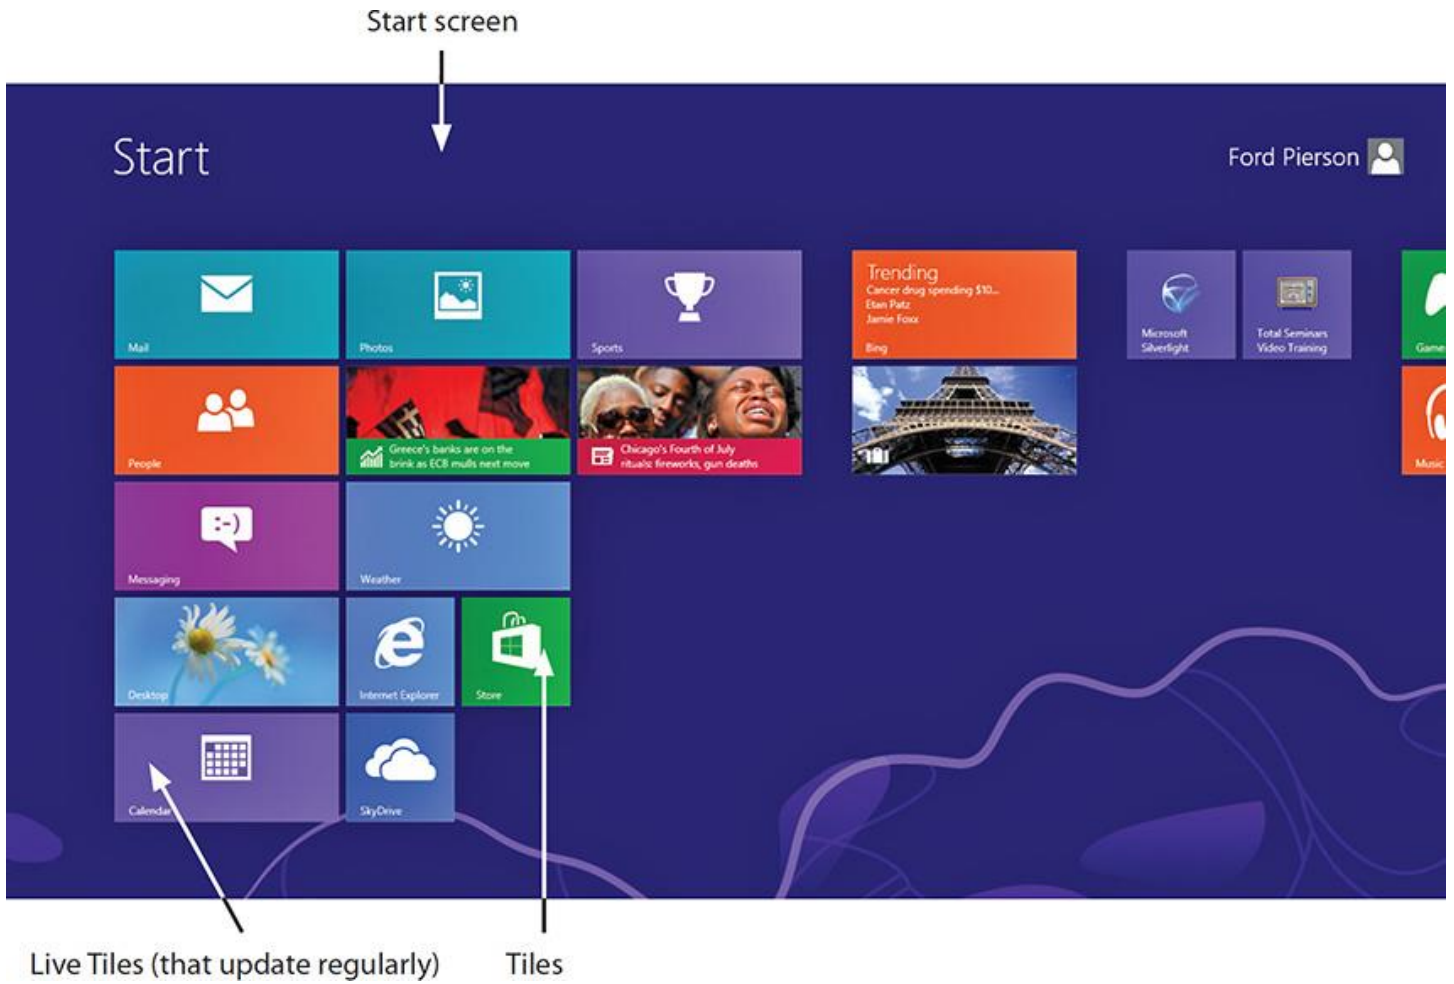 Start screen
Start
Ford Pierson
Mail
Photos
Sports
Trending
Cancer drug spending $10...
Etan Patz
Jamie Foxx
Bing
Microsoft
Silverlight
Total Seminars
Video Training
Game
People
Greece's banks are on the
brink as ECB mulls next move
Chicago's Fourth of July
rituals: fireworks, gun deaths
Music
:-)
Messaging
Weather
Desktop
Internet Explorer
Store
Calendar
SkyDrive
Live Tiles (that update regularly)
Tiles